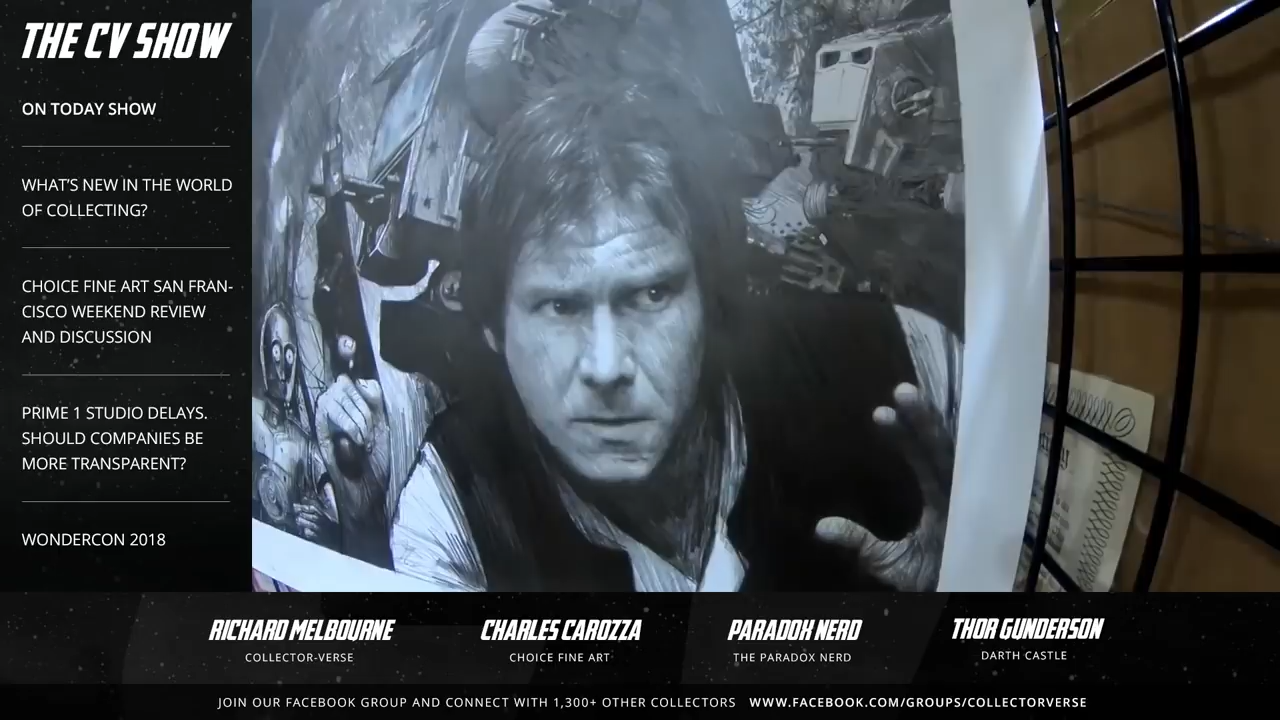 THE CV SHOW
ON TODAY SHOW
WHAT'S NEW IN THE WORLD
OF COLLECTING?
CHOICE FINE ART SAN FRAN-
CISCO WEEKEND REVIEW
AND DISCUSSION
PRIME 1 STUDIO DELAYS.
SHOULD COMPANIES BE
MORE TRANSPARENT?
WONDERCON 2018
RICHARD MELBOURNE
COLLECTOR-VERSE
CHARLES CAROZZA
CHOICE FINE ART
PARADOX NERD
THE PARADOX NERD
THOR GUNDERSON
DARTH CASTLE
JOIN OUR FACEBOOK GROUP AND CONNECT WITH 1,300+ OTHER COLLECTORS WWW.FACEBOOK.COM/GROUPS/COLLECTORVERSE